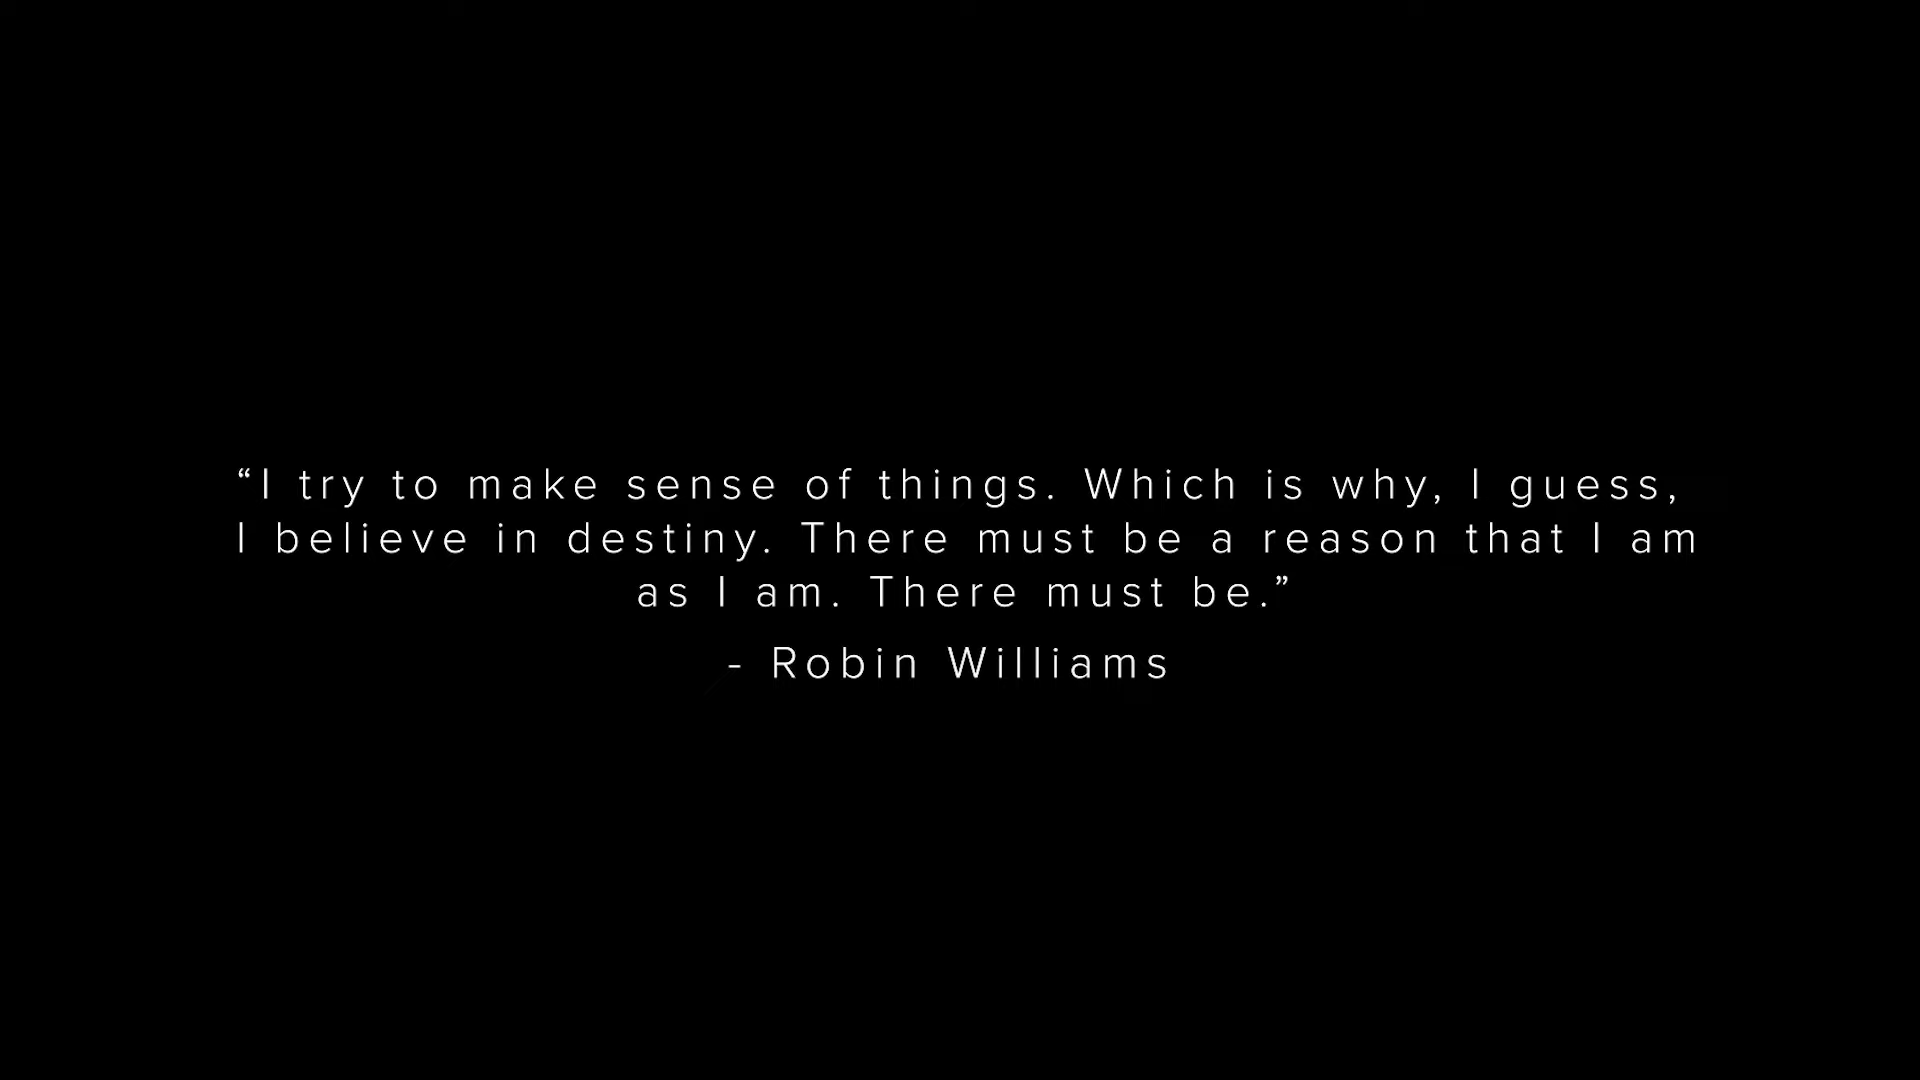 “I try to make sense of things. Which is why, I guess,
I believe in destiny. There must be a reason that I am
as I am. There must be.”
- Robin Williams